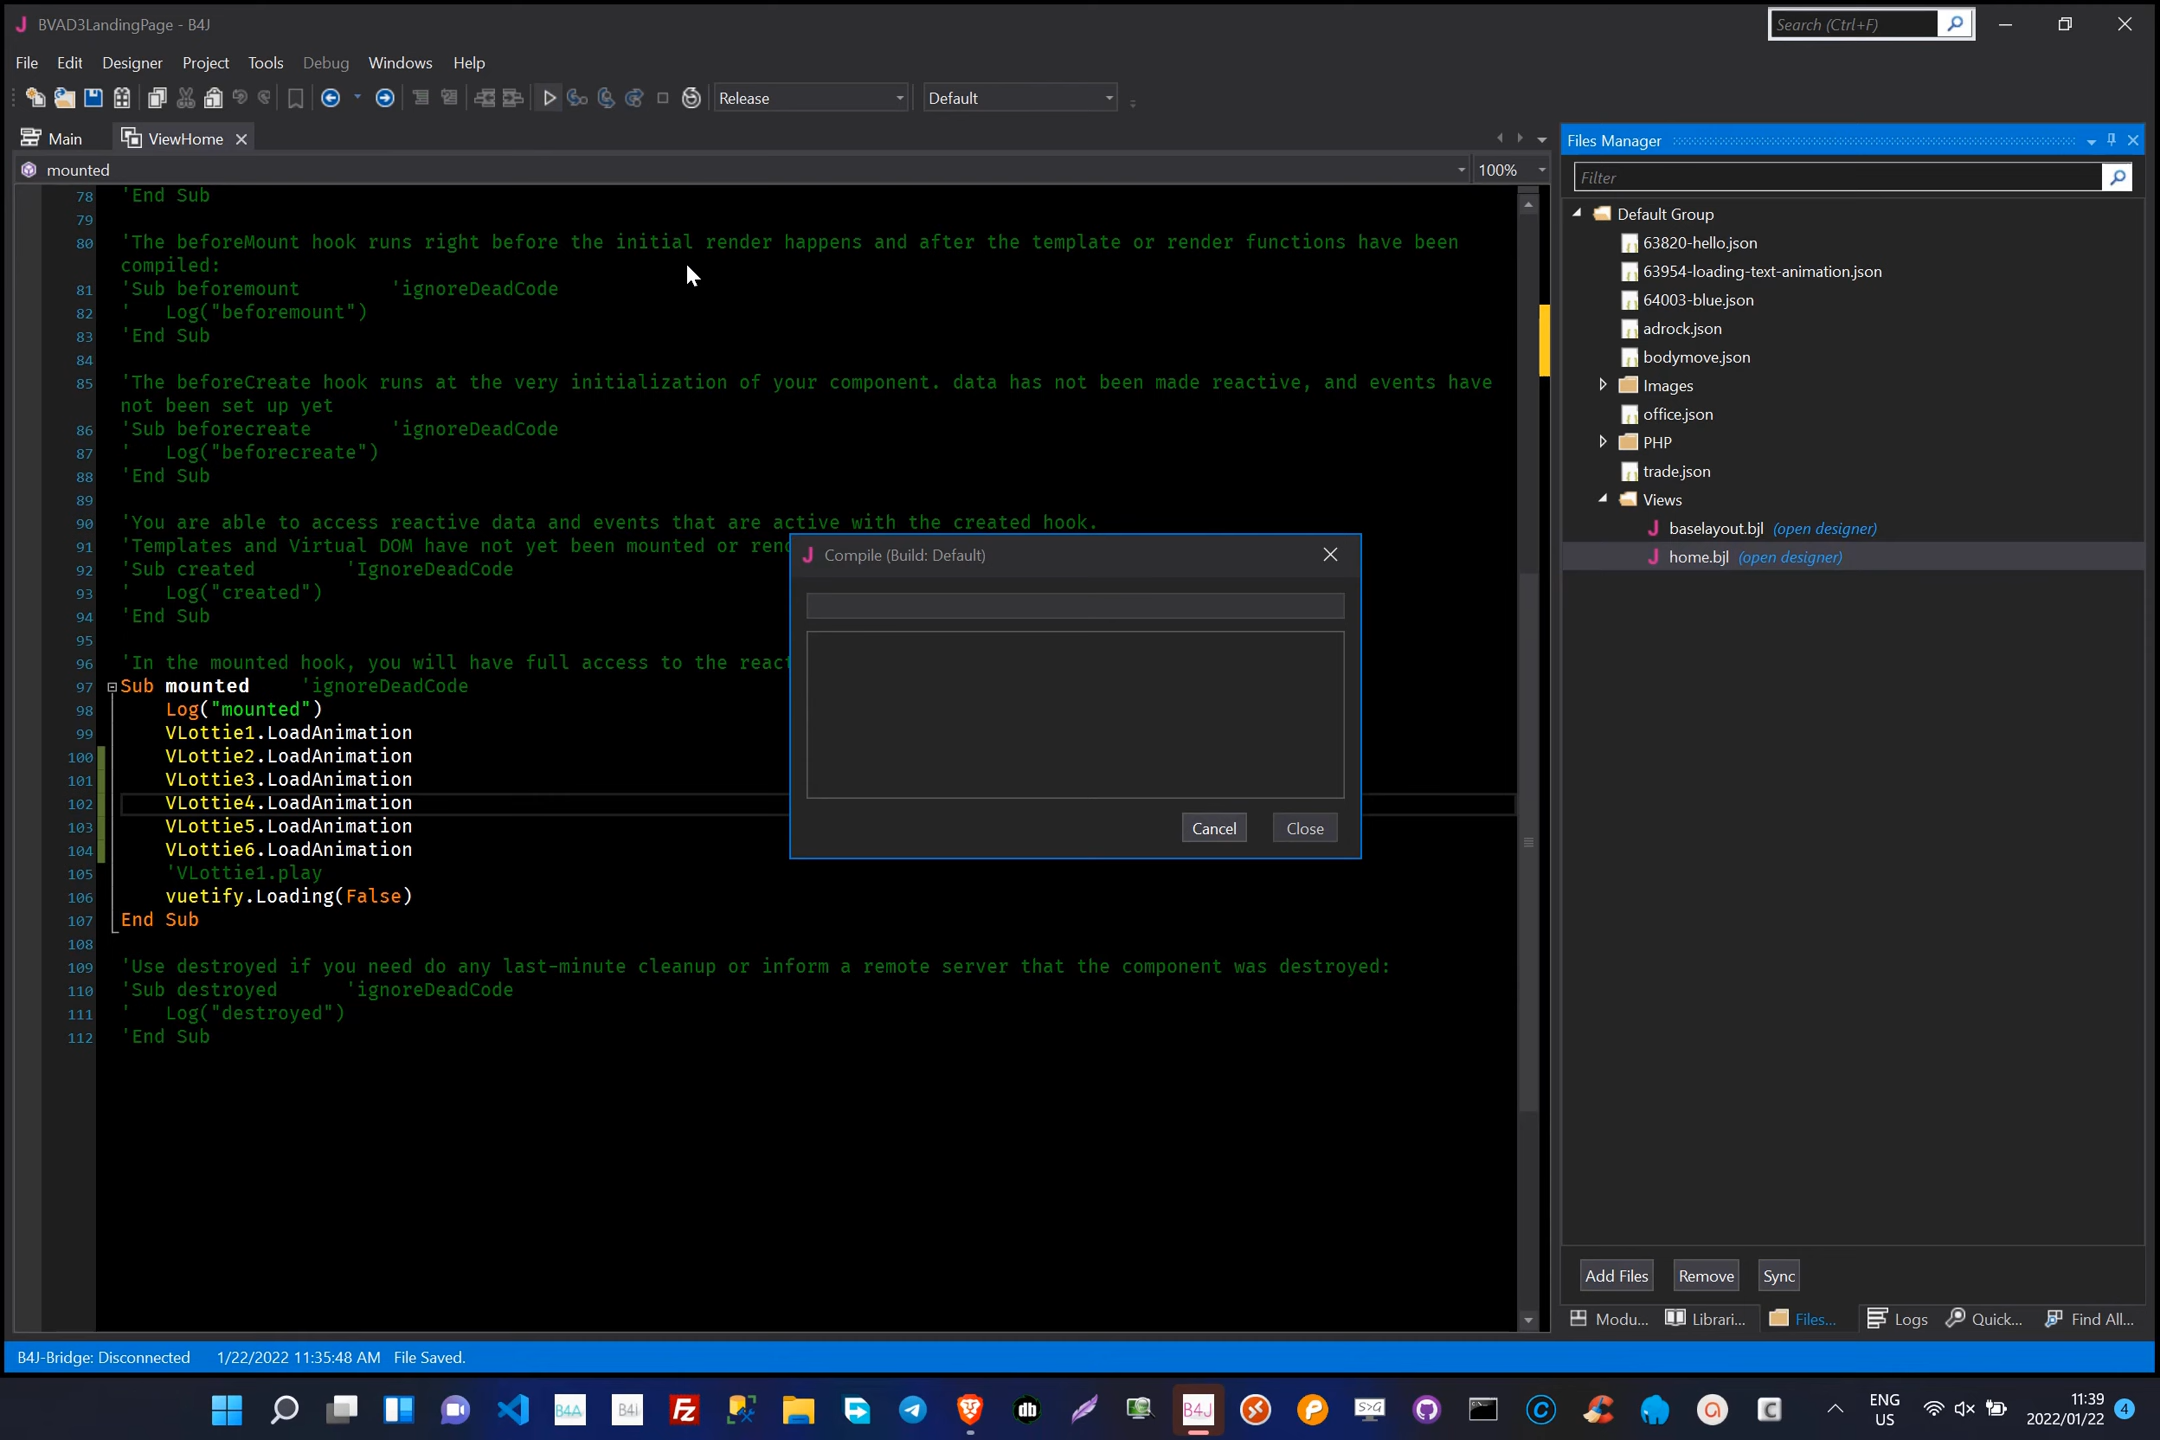 BVAD3LandingPage - B4J
Search (Ctrl+F)
File Edit Designer Project Tools Debug Windows Help
Release Default
Main ViewHome
mounted 100%
78 'End Sub
79
80 'The beforeMount hook runs right before the initial render happens and after the template or render functions have been
compiled:
81 'Sub beforemount 'ignoreDeadCode
82 ' Log("beforemount")
83 'End Sub
84
85 'The beforeCreate hook runs at the very initialization of your component. data has not been made reactive, and events have
not been set up yet
86 'Sub beforecreate 'ignoreDeadCode
87 ' Log("beforecreate")
88 'End Sub
89
90 'You are able to access reactive data and events that are active with the created hook.
91 'Templates and Virtual DOM have not yet been mounted or
92 'Sub created 'IgnoreDeadCode
93 ' Log("created")
94 'End Sub
95
96 'In the mounted hook, you will have full access to the
97 Sub mounted 'ignoreDeadCode
98 Log("mounted")
99 VLottie1.LoadAnimation
100 VLottie2.LoadAnimation
101 VLottie3.LoadAnimation
102 VLottie4.LoadAnimation
103 VLottie5.LoadAnimation
104 VLottie6.LoadAnimation
105 'VLottie1.play
106 vuetify.Loading(False)
107 End Sub
108
109 'Use destroyed if you need do any last-minute cleanup or inform a remote server that the component was destroyed:
110 'Sub destroyed 'ignoreDeadCode
111 ' Log("destroyed")
112 'End Sub
Compile (Build: Default)
Cancel Close
Files Manager
Filter
Default Group
63820-hello.json
63954-loading-text-animation.json
64003-blue.json
adrock.json
bodymove.json
Images
office.json
PHP
trade.json
Views
baselayout.bjl (open designer)
home.bjl (open designer)
Add Files Remove Sync
Modu... Librari... Files... Logs Quick... Find All...
B4J-Bridge: Disconnected 1/22/2022 11:35:48 AM File Saved.
B4A B4i Fz db B4J P S>G C a C
ENG
US
11:39
2022/01/22
4